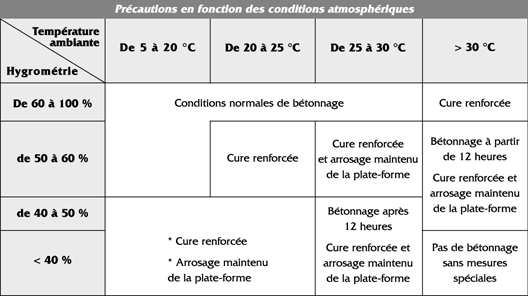 Précautions en fonction des conditions atmosphériques
Température
ambiante
Hygrométrie
De 5 à 20 °C
De 20 à 25 °C
De 25 à 30 °C
> 30 °C
De 60 à 100 %
Conditions normales de bétonnage
Cure renforcée
de 50 à 60 %
Cure renforcée
Cure renforcée
et arrosage maintenu
de la plate-forme
Bétonnage à partir
de 12 heures
Cure renforcée et
arrosage maintenu
de la plate-forme
de 40 à 50 %
* Cure renforcée
* Arrosage maintenu
de la plate-forme
Bétonnage après
12 heures
Cure renforcée et
arrosage maintenu
de la plate-forme
< 40 %
Pas de bétonnage
sans mesures
spéciales